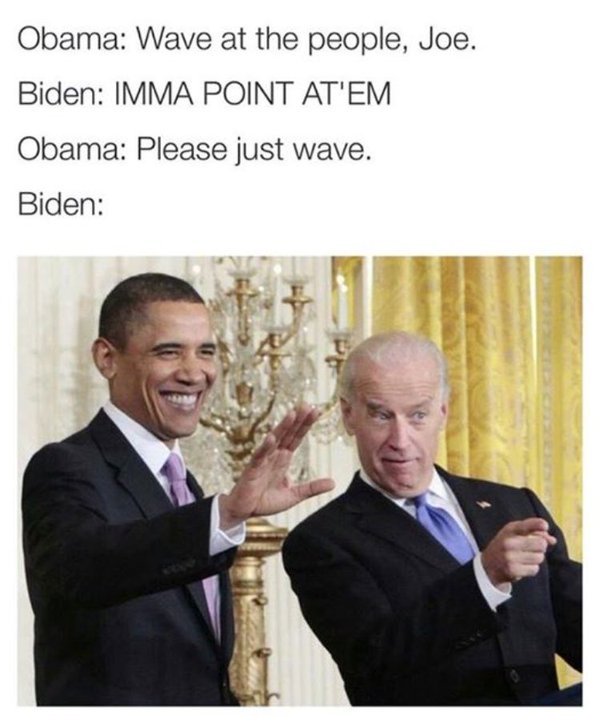 Obama: Wave at the people, Joe.
Biden: IMMA POINT AT'EM
Obama: Please just wave.
Biden: